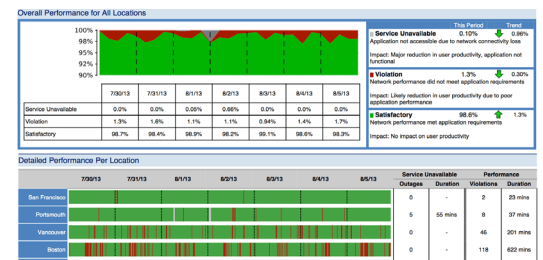 Overall Performance for All Locations
100%
98%
95%
92%
90%
7/30/13 7/31/13 8/1/13 8/2/13 8/3/13 8/4/13 8/5/13
Service Unavailable 0.0% 0.0% 0.05% 0.66% 0.0% 0.0% 0.0%
Violation 1.3% 1.6% 1.1% 1.1% 0.94% 1.4% 1.7%
Satisfactory 98.7% 98.4% 98.9% 98.2% 99.1% 98.6% 98.3%
This Period Trend
Service Unavailable 0.10% 0.96%
Application not accessible due to network connectivity loss
Impact: Major reduction in user productivity, application not
functional
Violation 1.3% 0.30%
Network performance did not meet application requirements
Impact: Likely reduction in user productivity due to poor
application performance
Satisfactory 98.6% 1.3%
Network performance met application requirements
Impact: No impact on user productivity
Detailed Performance Per Location
7/30/13 7/31/13 8/1/13 8/2/13 8/3/13 8/4/13 8/5/13
Service Unavailable Performance
Outages Duration Violations Duration
San Francisco 0 - 2 23 mins
Portsmouth 5 55 mins 8 37 mins
Vancouver 0 - 46 201 mins
Boston 0 - 118 622 mins